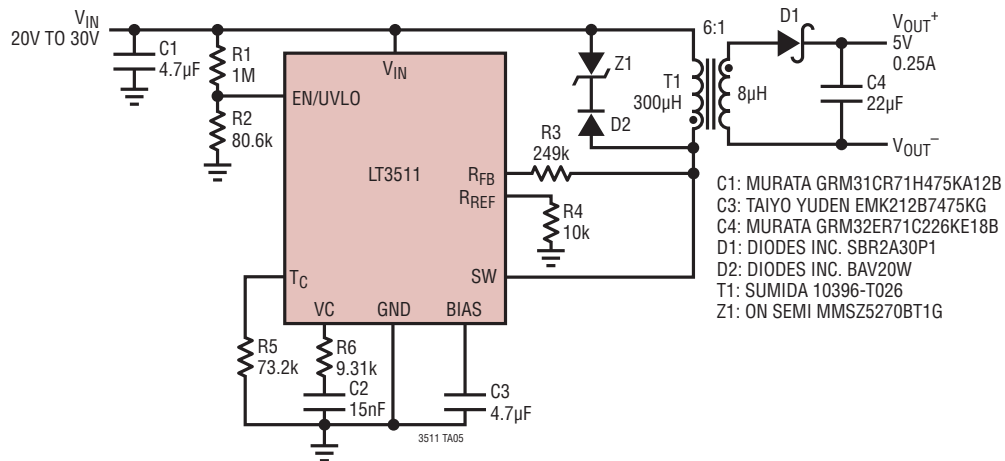 VIN
20V TO 30V
C1
4.7µF
R1
1M
R2
80.6k
VIN
EN/UVLO
LT3511
RFB
RREF
SW
TC
VC
GND
BIAS
Z1
D2
T1
300µH
6:1
8µH
D1
VOUT+
5V
0.25A
C4
22µF
VOUT–
R3
249k
R4
10k
R5
73.2k
R6
9.31k
C2
15nF
C3
4.7µF
3511 TA05
C1: MURATA GRM31CR71H475KA12B
C3: TAIYO YUDEN EMK212B7475KG
C4: MURATA GRM32ER71C226KE18B
D1: DIODES INC. SBR2A30P1
D2: DIODES INC. BAV20W
T1: SUMIDA 10396-T026
Z1: ON SEMI MMSZ5270BT1G